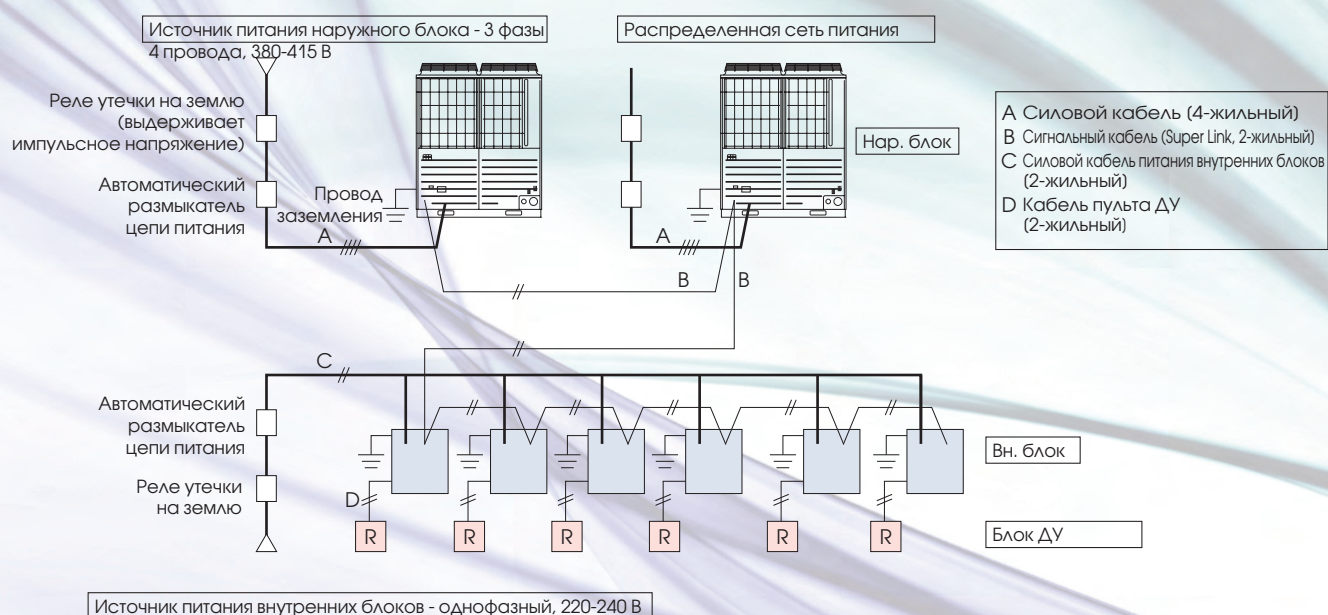 Источник питания наружного блока - 3 фазы
4 провода, 380-415 В
Распределенная сеть питания
Реле утечки на землю
(выдерживает
импульсное напряжение)
Автоматический
размыкатель
цепи питания
Провод
заземления
A
A
Нар. блок
A Силовой кабель (4-жильный)
B Сигнальный кабель (Super Link, 2-жильный)
C Силовой кабель питания внутренних блоков
(2-жильный)
D Кабель пульта ДУ
(2-жильный)
B
B
C
Автоматический
размыкатель
цепи питания
Реле утечки
на землю
D
Вн. блок
R
R
R
R
R
R
Блок ДУ
Источник питания внутренних блоков - однофазный, 220-240 В